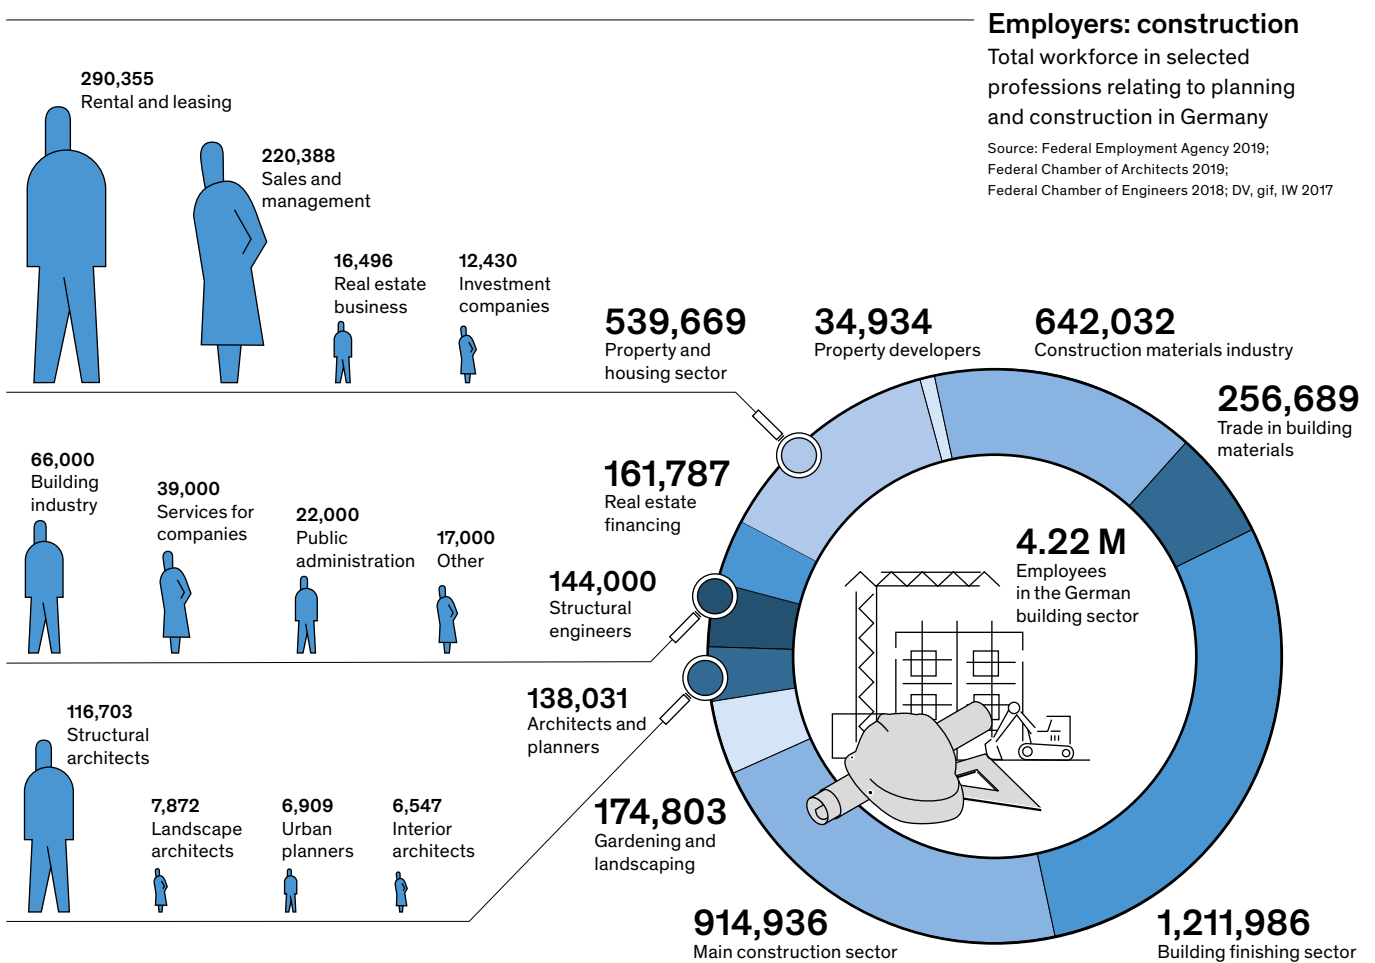 Employers: construction
Total workforce in selected
professions relating to planning
and construction in Germany
Source: Federal Employment Agency 2019;
Federal Chamber of Architects 2019;
Federal Chamber of Engineers 2018; DV, gif, IW 2017
290,355
Rental and leasing
220,388
Sales and
management
16,496
Real estate
business
12,430
Investment
companies
539,669
Property and
housing sector
34,934
Property developers
642,032
Construction materials industry
256,689
Trade in building
materials
66,000
Building
industry
39,000
Services for
companies
22,000
Public
administration
17,000
Other
161,787
Real estate
financing
144,000
Structural
engineers
4.22 M
Employees
in the German
building sector
116,703
Structural
architects
7,872
Landscape
architects
6,909
Urban
planners
6,547
Interior
architects
138,031
Architects and
planners
174,803
Gardening and
landscaping
914,936
Main construction sector
1,211,986
Building finishing sector